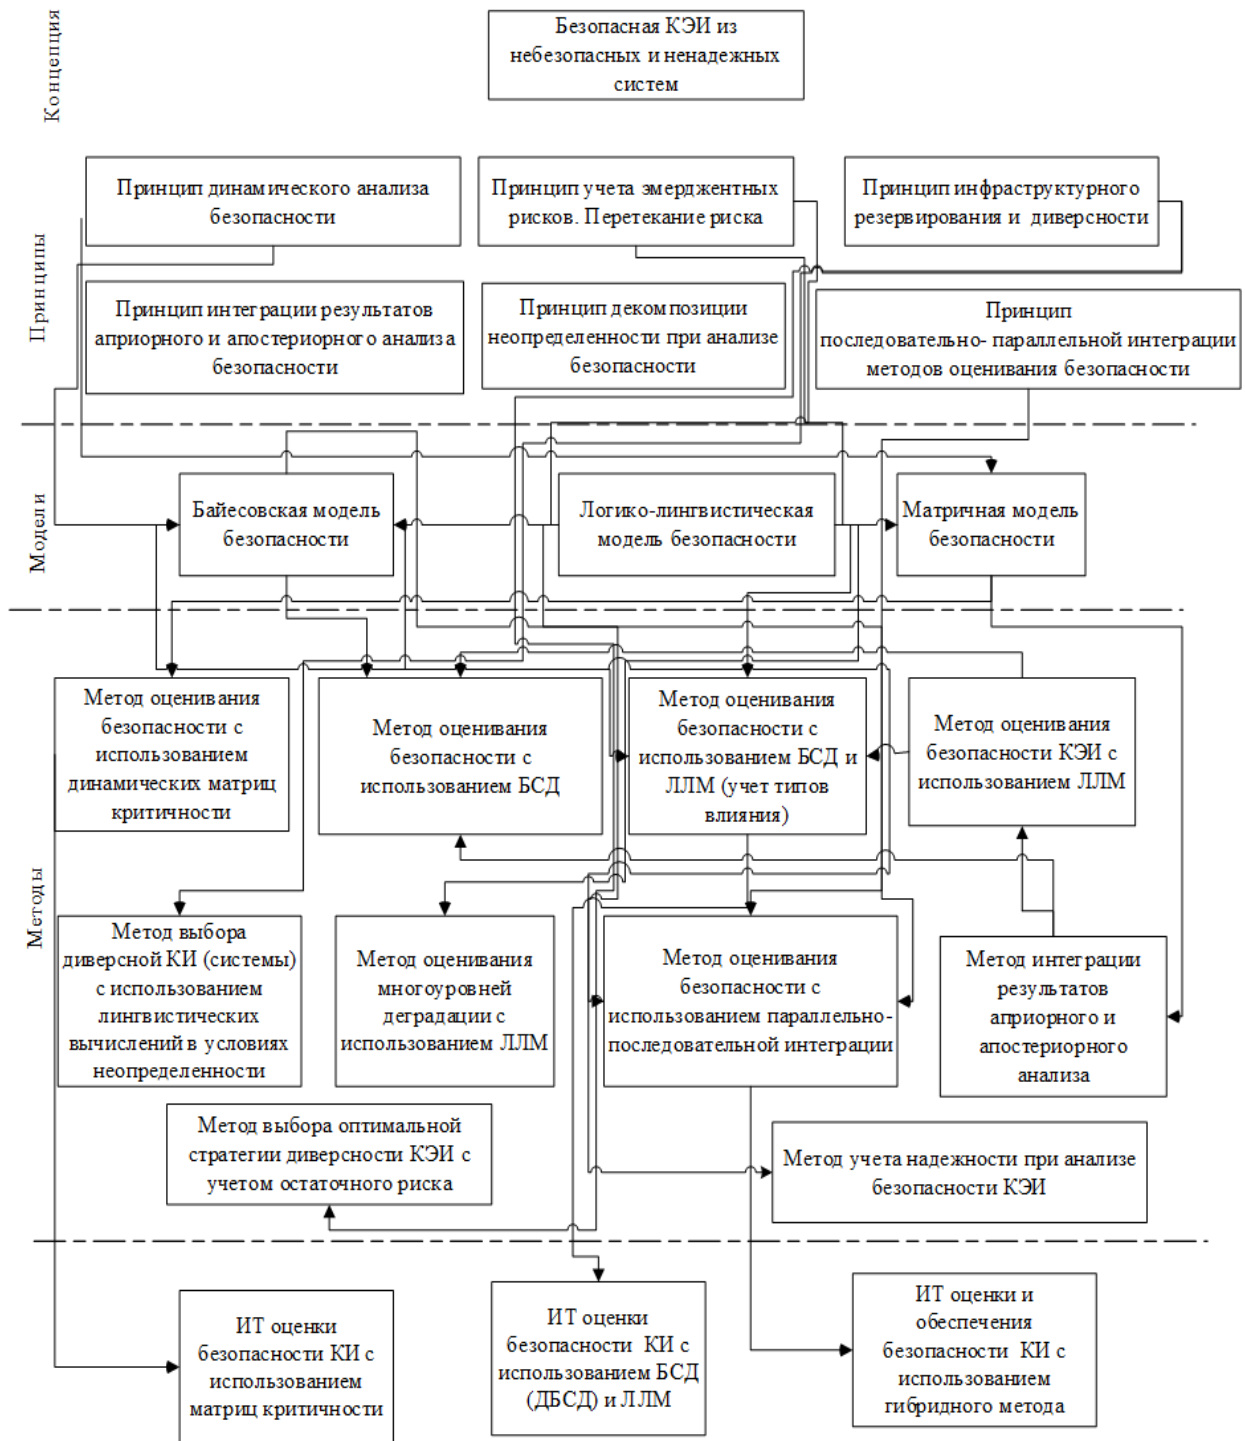 Концепция
Безопасная КЭИ из
небезопасных и ненадежных
систем
Принципы
Принцип динамического анализа
безопасности
Принцип учета эмерджентных
рисков. Перетекание риска
Принцип инфраструктурного
резервирования и диверсности
Принцип интеграции результатов
априорного и апостериорного анализа
безопасности
Принцип декомпозиции
неопределенности при анализе
безопасности
Принцип
последовательно- параллельной интеграции
методов оценивания безопасности
Модели
Байесовская модель
безопасности
Логико-лингвистическая
модель безопасности
Матричная модель
безопасности
Методы
Метод оценивания
безопасности с
использованием
динамических матриц
критичности
Метод оценивания
безопасности с
использованием БСД
Метод оценивания
безопасности с
использованием БСД и
ЛЛМ (учет типов
влияния)
Метод оценивания
безопасности КЭИ с
использованием ЛЛМ
Метод выбора
диверсной КИ (системы)
с использованием
лингвистических
вычислений в условиях
неопределенности
Метод оценивания
многоуровней
деградации с
использованием ЛЛМ
Метод оценивания
безопасности с
использованием параллельно-
последовательной интеграции
Метод интеграции
результатов
априорного и
апостериорного
анализа
Метод выбора оптимальной
стратегии диверсности КЭИ с
учетом остаточного риска
Метод учета надежности при анализе
безопасности КЭИ
ИТ оценки
безопасности КИ с
использованием
матриц критичности
ИТ оценки
безопасности КИ с
использованием БСД
(ДБСД) и ЛЛМ
ИТ оценки и
обеспечения
безопасности КИ с
использованием
гибридного метода